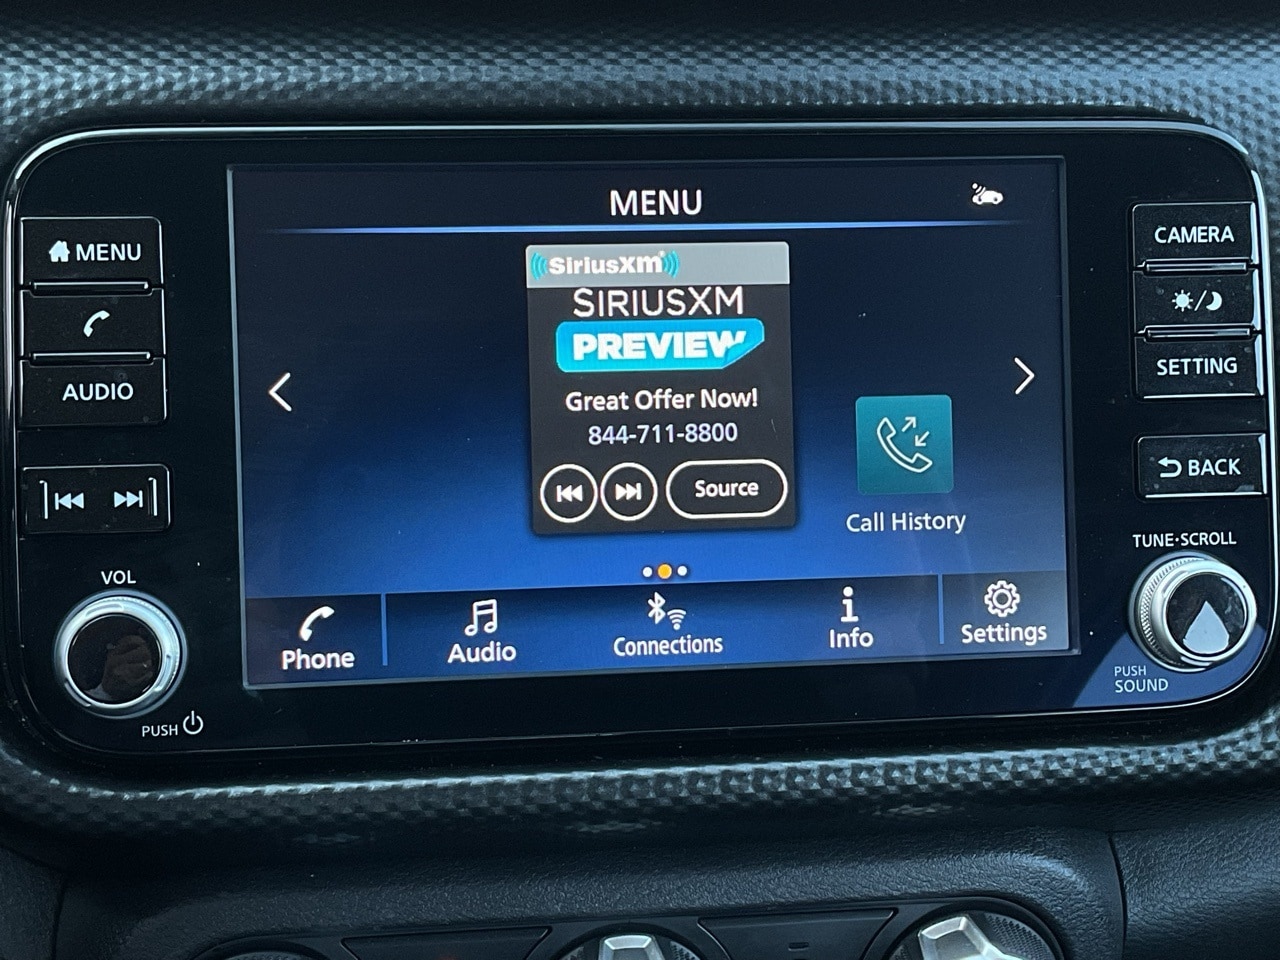 MENU
MENU
AUDIO
VOL
PUSH
SiriusXM
SIRIUSXM
PREVIEW
Great Offer Now!
844-711-8800
Source
Call History
Phone
Audio
Connections
Info
Settings
CAMERA
SETTING
BACK
TUNE·SCROLL
PUSH
SOUND